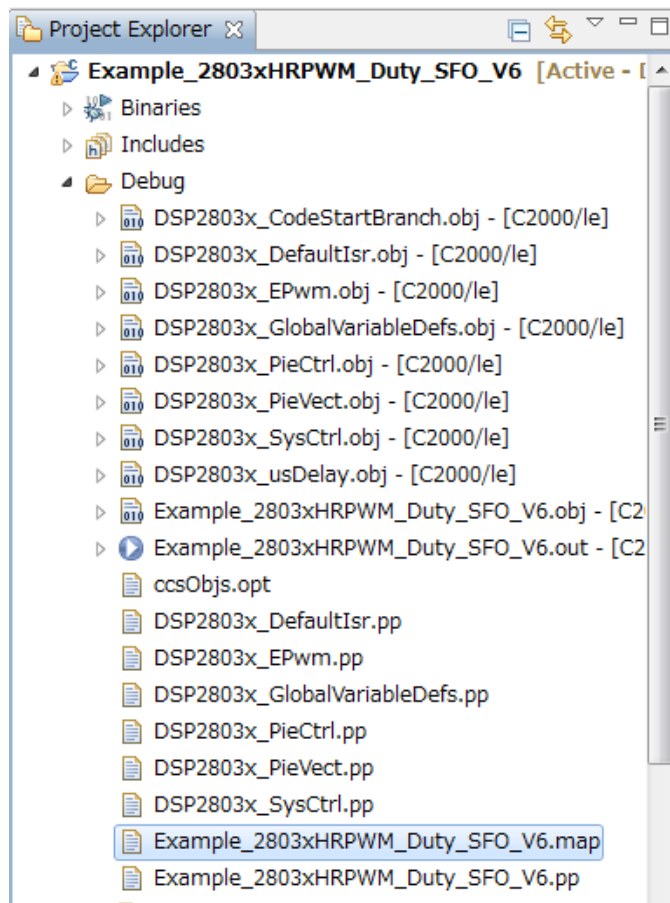 Project Explorer
Example_2803xHRPWM_Duty_SFO_V6 [Active -
Binaries
Includes
Debug
DSP2803x_CodeStartBranch.obj - [C2000/le]
DSP2803x_DefaultIsr.obj - [C2000/le]
DSP2803x_EPwm.obj - [C2000/le]
DSP2803x_GlobalVariableDefs.obj - [C2000/le]
DSP2803x_PieCtrl.obj - [C2000/le]
DSP2803x_PieVect.obj - [C2000/le]
DSP2803x_SysCtrl.obj - [C2000/le]
DSP2803x_usDelay.obj - [C2000/le]
Example_2803xHRPWM_Duty_SFO_V6.obj - [C2
Example_2803xHRPWM_Duty_SFO_V6.out - [C2
ccsObjs.opt
DSP2803x_DefaultIsr.pp
DSP2803x_EPwm.pp
DSP2803x_GlobalVariableDefs.pp
DSP2803x_PieCtrl.pp
DSP2803x_PieVect.pp
DSP2803x_SysCtrl.pp
Example_2803xHRPWM_Duty_SFO_V6.map
Example_2803xHRPWM_Duty_SFO_V6.pp